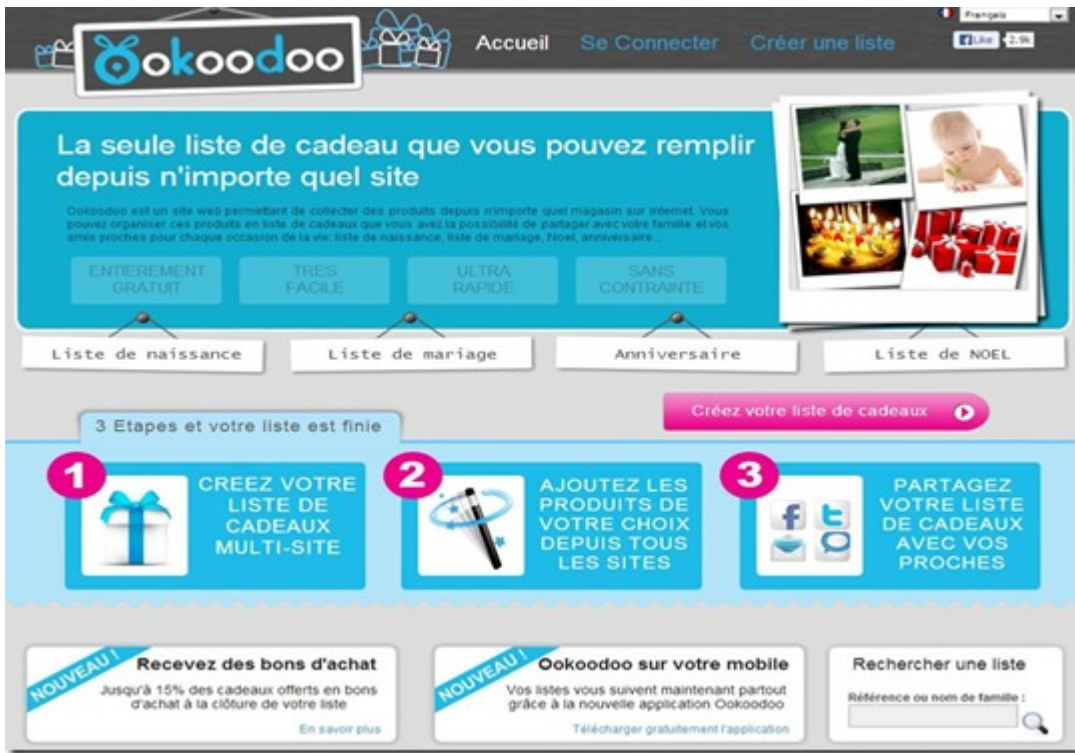 Ookoodoo
Accueil
Se Connecter
Créer une liste
Français
Like
2.9k
La seule liste de cadeau que vous pouvez remplir
depuis n'importe quel site
Ookoodoo est un site web permettant de collecter des produits depuis n'importe quel magasin sur Internet. Vous
pouvez organiser ces produits en liste de cadeaux que vous avez la possibilité de partager avec votre famille et vos
amis proches pour chaque occasion de la vie: liste de naissance, liste de mariage, Noel, anniversaire...
ENTIEREMENT
GRATUIT
TRES
FACILE
ULTRA
RAPIDE
SANS
CONTRAINTE
Liste de naissance
Liste de mariage
Anniversaire
Liste de NOEL
Créez votre liste de cadeaux
3 Etapes et votre liste est finie
1
CREEZ VOTRE
LISTE DE
CADEAUX
MULTI-SITE
2
AJOUTEZ LES
PRODUITS DE
VOTRE CHOIX
DEPUIS TOUS
LES SITES
3
PARTAGEZ
VOTRE LISTE
DE CADEAUX
AVEC VOS
PROCHES
NOUVEAU !
Recevez des bons d'achat
Jusqu'à 15% des cadeaux offerts en bons
d'achat à la clôture de votre liste
En savoir plus
NOUVEAU !
Ookoodoo sur votre mobile
Vos listes vous suivent maintenant partout
grâce à la nouvelle application Ookoodoo
Télécharger gratuitement l'application
Rechercher une liste
Référence ou nom de famille :